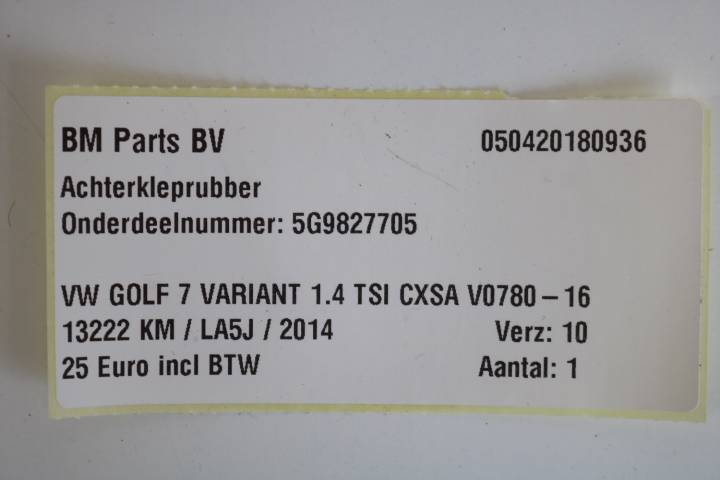 BM Parts BV 050420180936
Achterkleprubber
Onderdeelnummer: 5G9827705
VW GOLF 7 VARIANT 1.4 TSI CXSA V0780 – 16
13222 KM / LA5J / 2014 Verz: 10
25 Euro incl BTW Aantal: 1